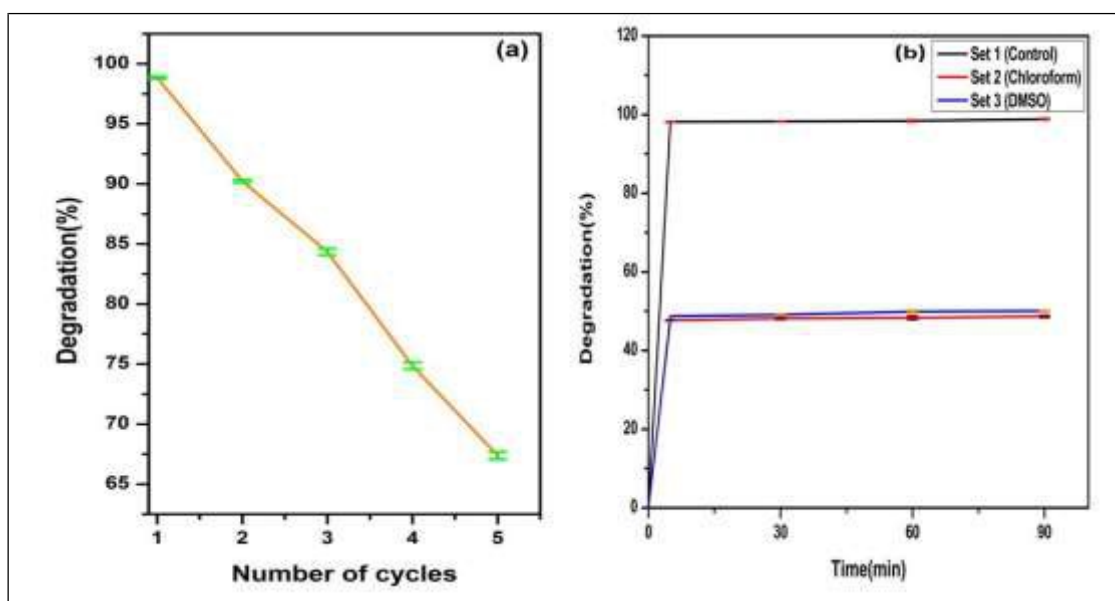 (a)
100
95
90
85
80
75
70
65
1 2 3 4 5
Degradation(%)
Number of cycles
(b)
Set 1 (Control)
Set 2 (Chloroform)
Set 3 (DMSO)
120
100
80
60
40
20
0
0 30 60 90
Degradation(%)
Time(min)